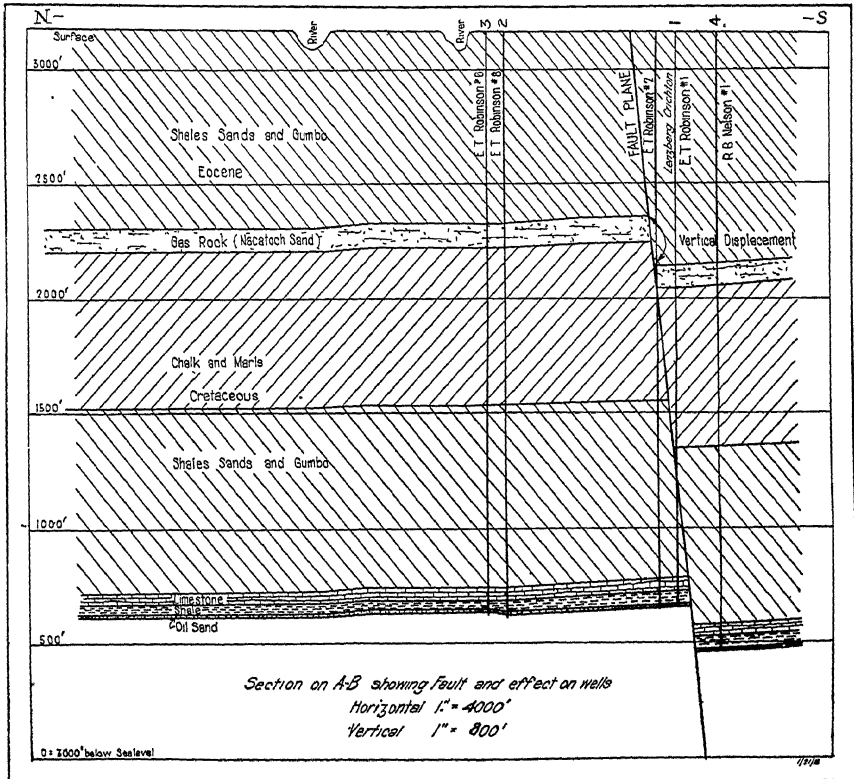 N-
-S
3
2
1
4
Surface
River
River
3000'
E.T. Robinson #6
E.T. Robinson #8
FAULT PLANE
E.T. Robinson #7
Lenzberg Crichton
E.T. Robinson #1
R.B. Nelson #1
Shales Sands and Gumbo
Eocene
2500'
Gas Rock (Nacatoch Sand)
Vertical Displacement
2000'
Chalk and Marls
Cretaceous
1500'
Shales Sands and Gumbo
1000'
Limestone
Shale
Oil Sand
500'
Section on A-B showing Fault and effect on wells
Horizontal 1" = 4000'
Vertical 1" = 800'
0 = 3000' below Sealevel